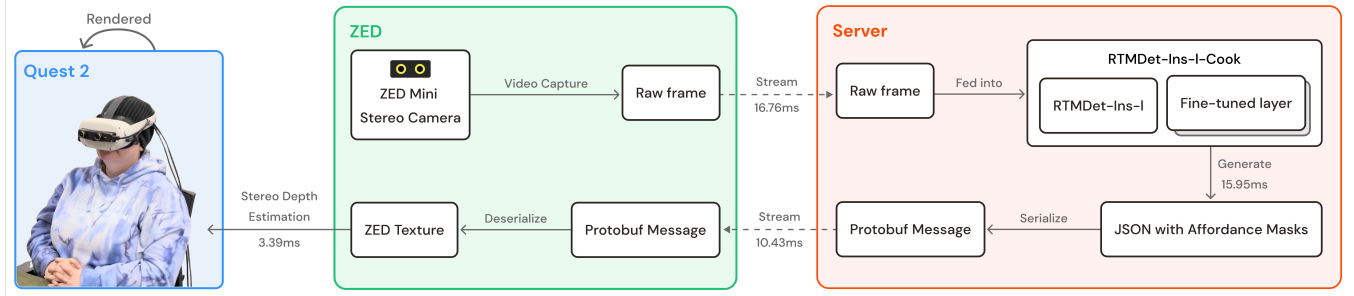 Rendered
Quest 2
ZED
ZED Mini
Stereo Camera
Video Capture
Raw frame
Stream
16.76ms
Server
Raw frame
Fed into
RTMDet-Ins-l-Cook
RTMDet-Ins-l
Fine-tuned layer
Generate
15.95ms
JSON with Affordance Masks
Serialize
Protobuf Message
Stream
10.43ms
Protobuf Message
Deserialize
ZED Texture
Stereo Depth
Estimation
3.39ms